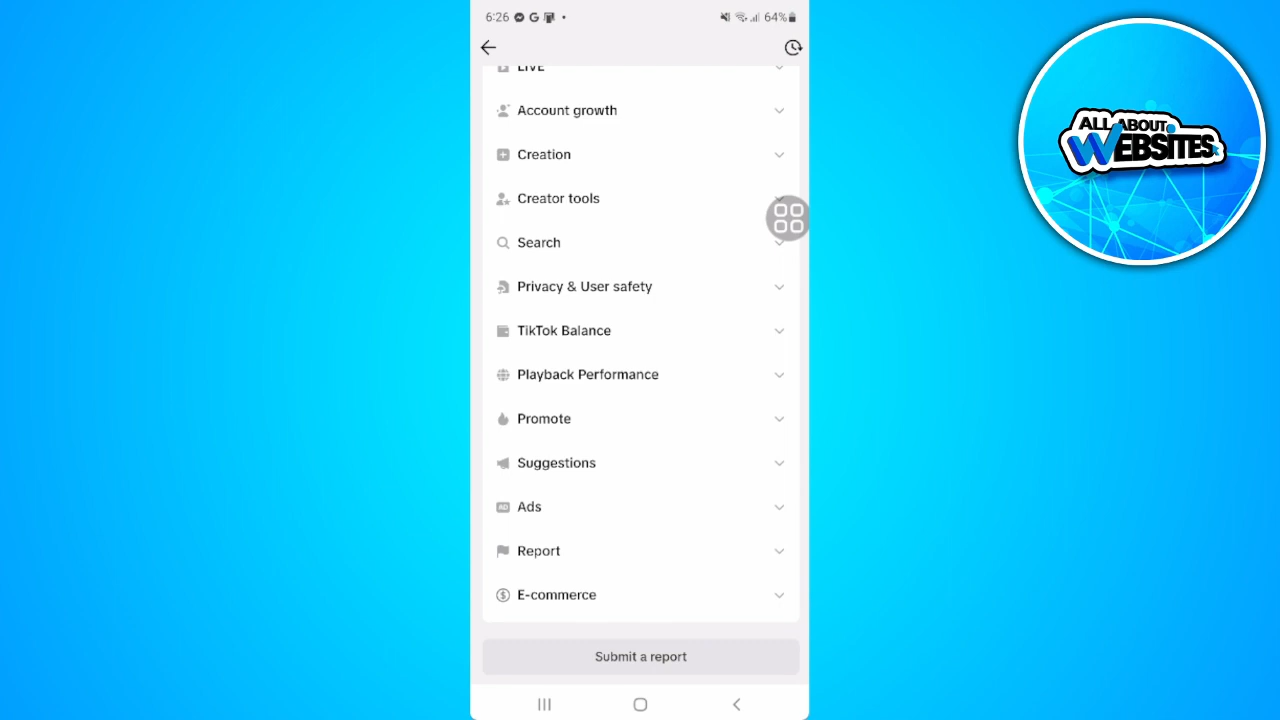 6:26
64%
LIVE
Account growth
Creation
Creator tools
Search
Privacy & User safety
TikTok Balance
Playback Performance
Promote
Suggestions
AD Ads
Report
$ E-commerce
Submit a report
ALL ABOUT
WEBSITES